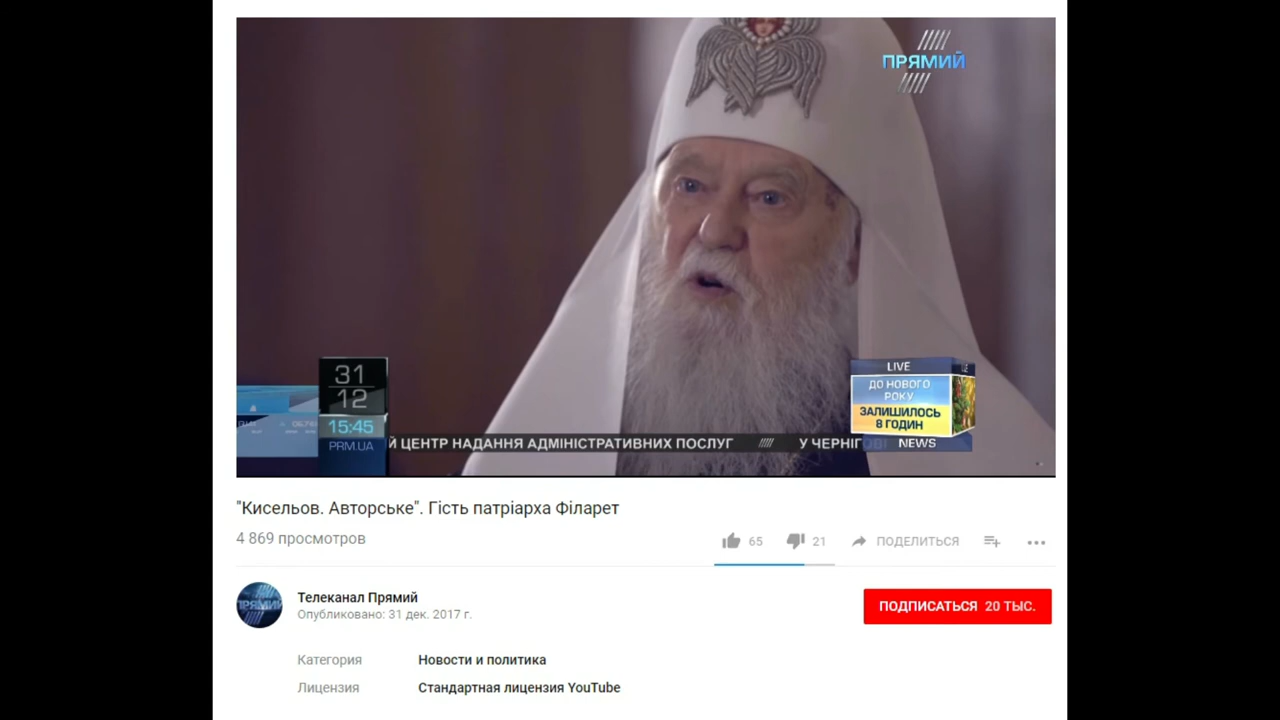 ПРЯМИЙ
31
12
15:45
PRM.UA
Й ЦЕНТР НАДАННЯ АДМІНІСТРАТИВНИХ ПОСЛУГ ///// У ЧЕРНІГОВІ
LIVE
ДО НОВОГО
РОКУ
ЗАЛИШИЛОСЬ
8 ГОДИН
NEWS
"Кисельов. Авторське". Гість патріарха Філарет
4 869 просмотров
65
21
ПОДЕЛИТЬСЯ
ПРЯМИЙ
Телеканал Прямий
Опубликовано: 31 дек. 2017 г.
ПОДПИСАТЬСЯ 20 ТЫС.
Категория Новости и политика
Лицензия Стандартная лицензия YouTube